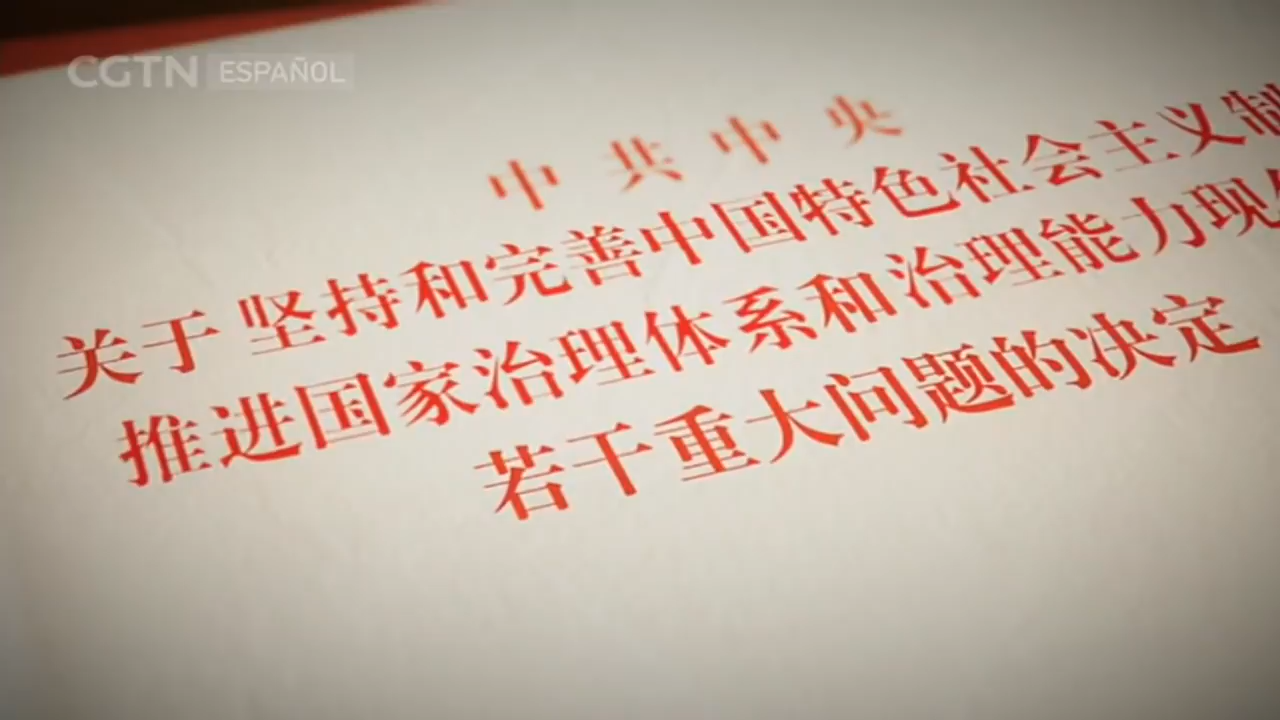 CGTN ESPAÑOL
中共中央
关于坚持和完善中国特色社会主义制
推进国家治理体系和治理能力现
若干重大问题的决定